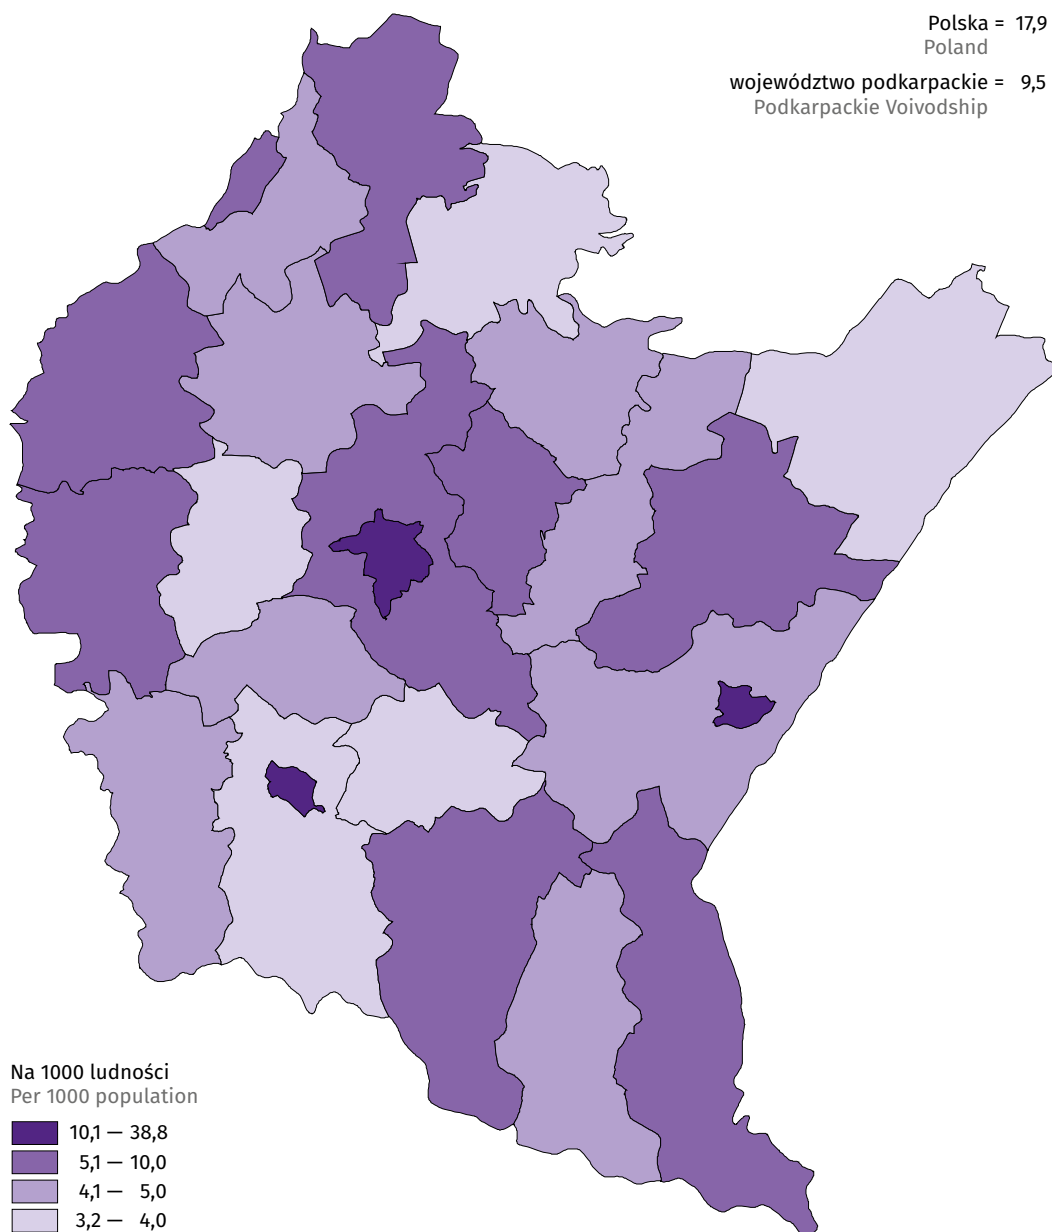 Polska = 17,9
Poland
województwo podkarpackie = 9,5
Podkarpackie Voivodship
Na 1000 ludności
Per 1000 population
10,1 — 38,8
5,1 — 10,0
4,1 — 5,0
3,2 — 4,0